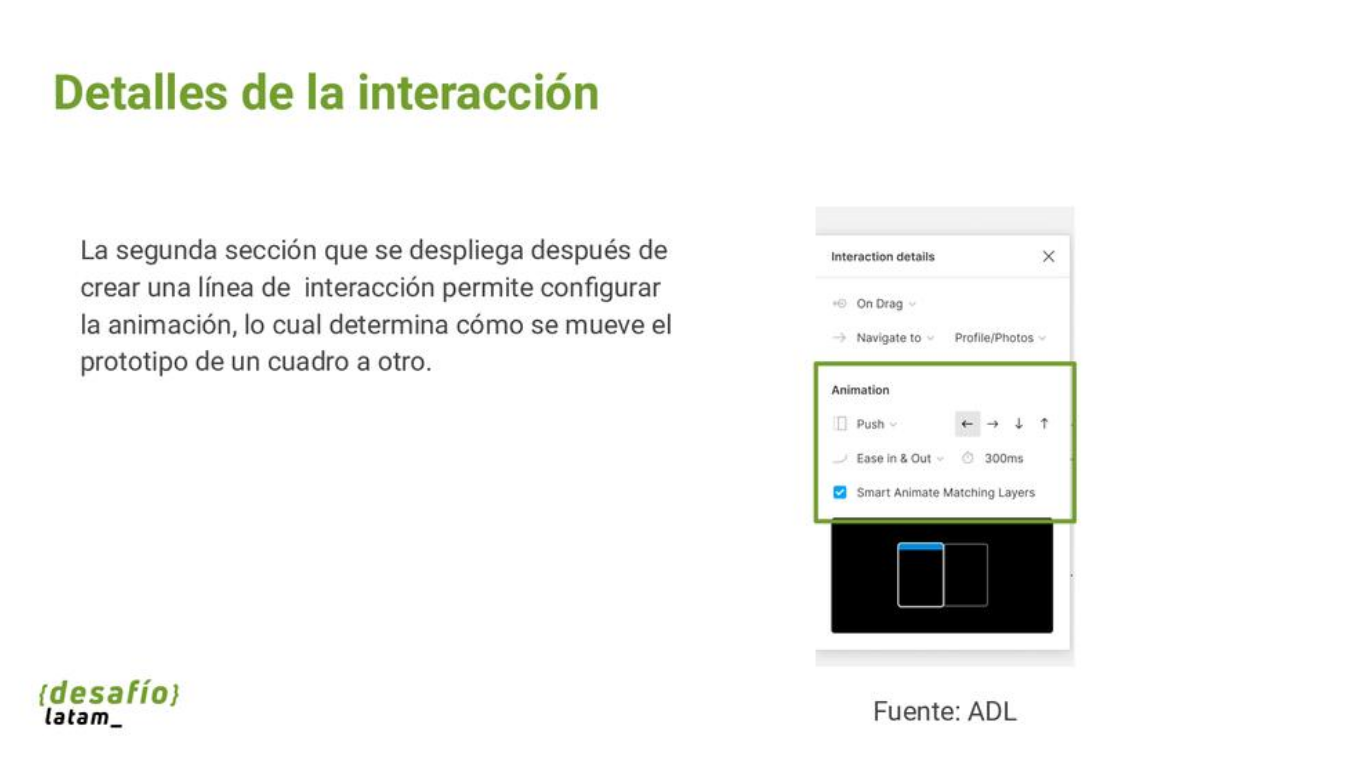 Detalles de la interacción
La segunda sección que se despliega después de
crear una línea de  interacción permite configurar
la animación, lo cual determina cómo se mueve el
prototipo de un cuadro a otro.
Interaction details
On Drag
Navigate to Profile/Photos
Animation
Push ← → ↓ ↑
Ease in & Out 300ms
Smart Animate Matching Layers
{desafío}
latam_
Fuente: ADL